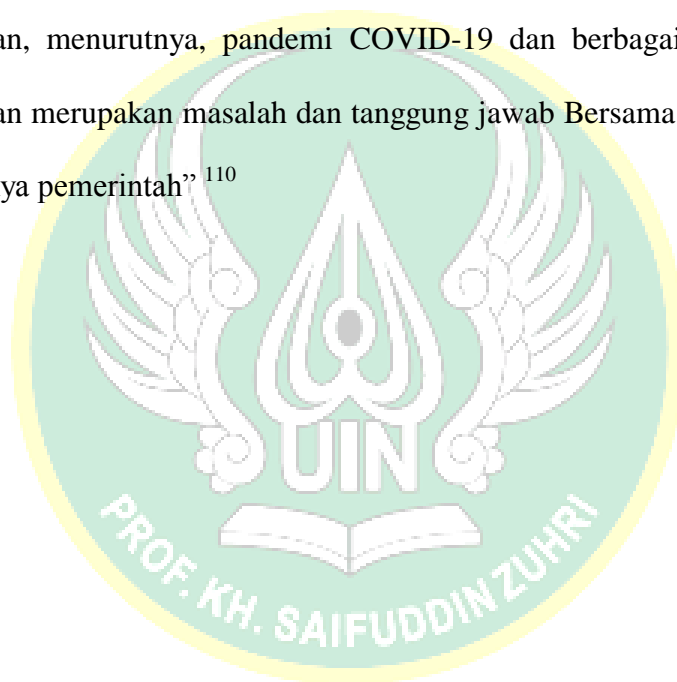 an, menurutnya, pandemi COVID-19 dan berbagai
an merupakan masalah dan tanggung jawab Bersama
ya pemerintah” 110
UIN
PROF. KH. SAIFUDDIN ZUHRI